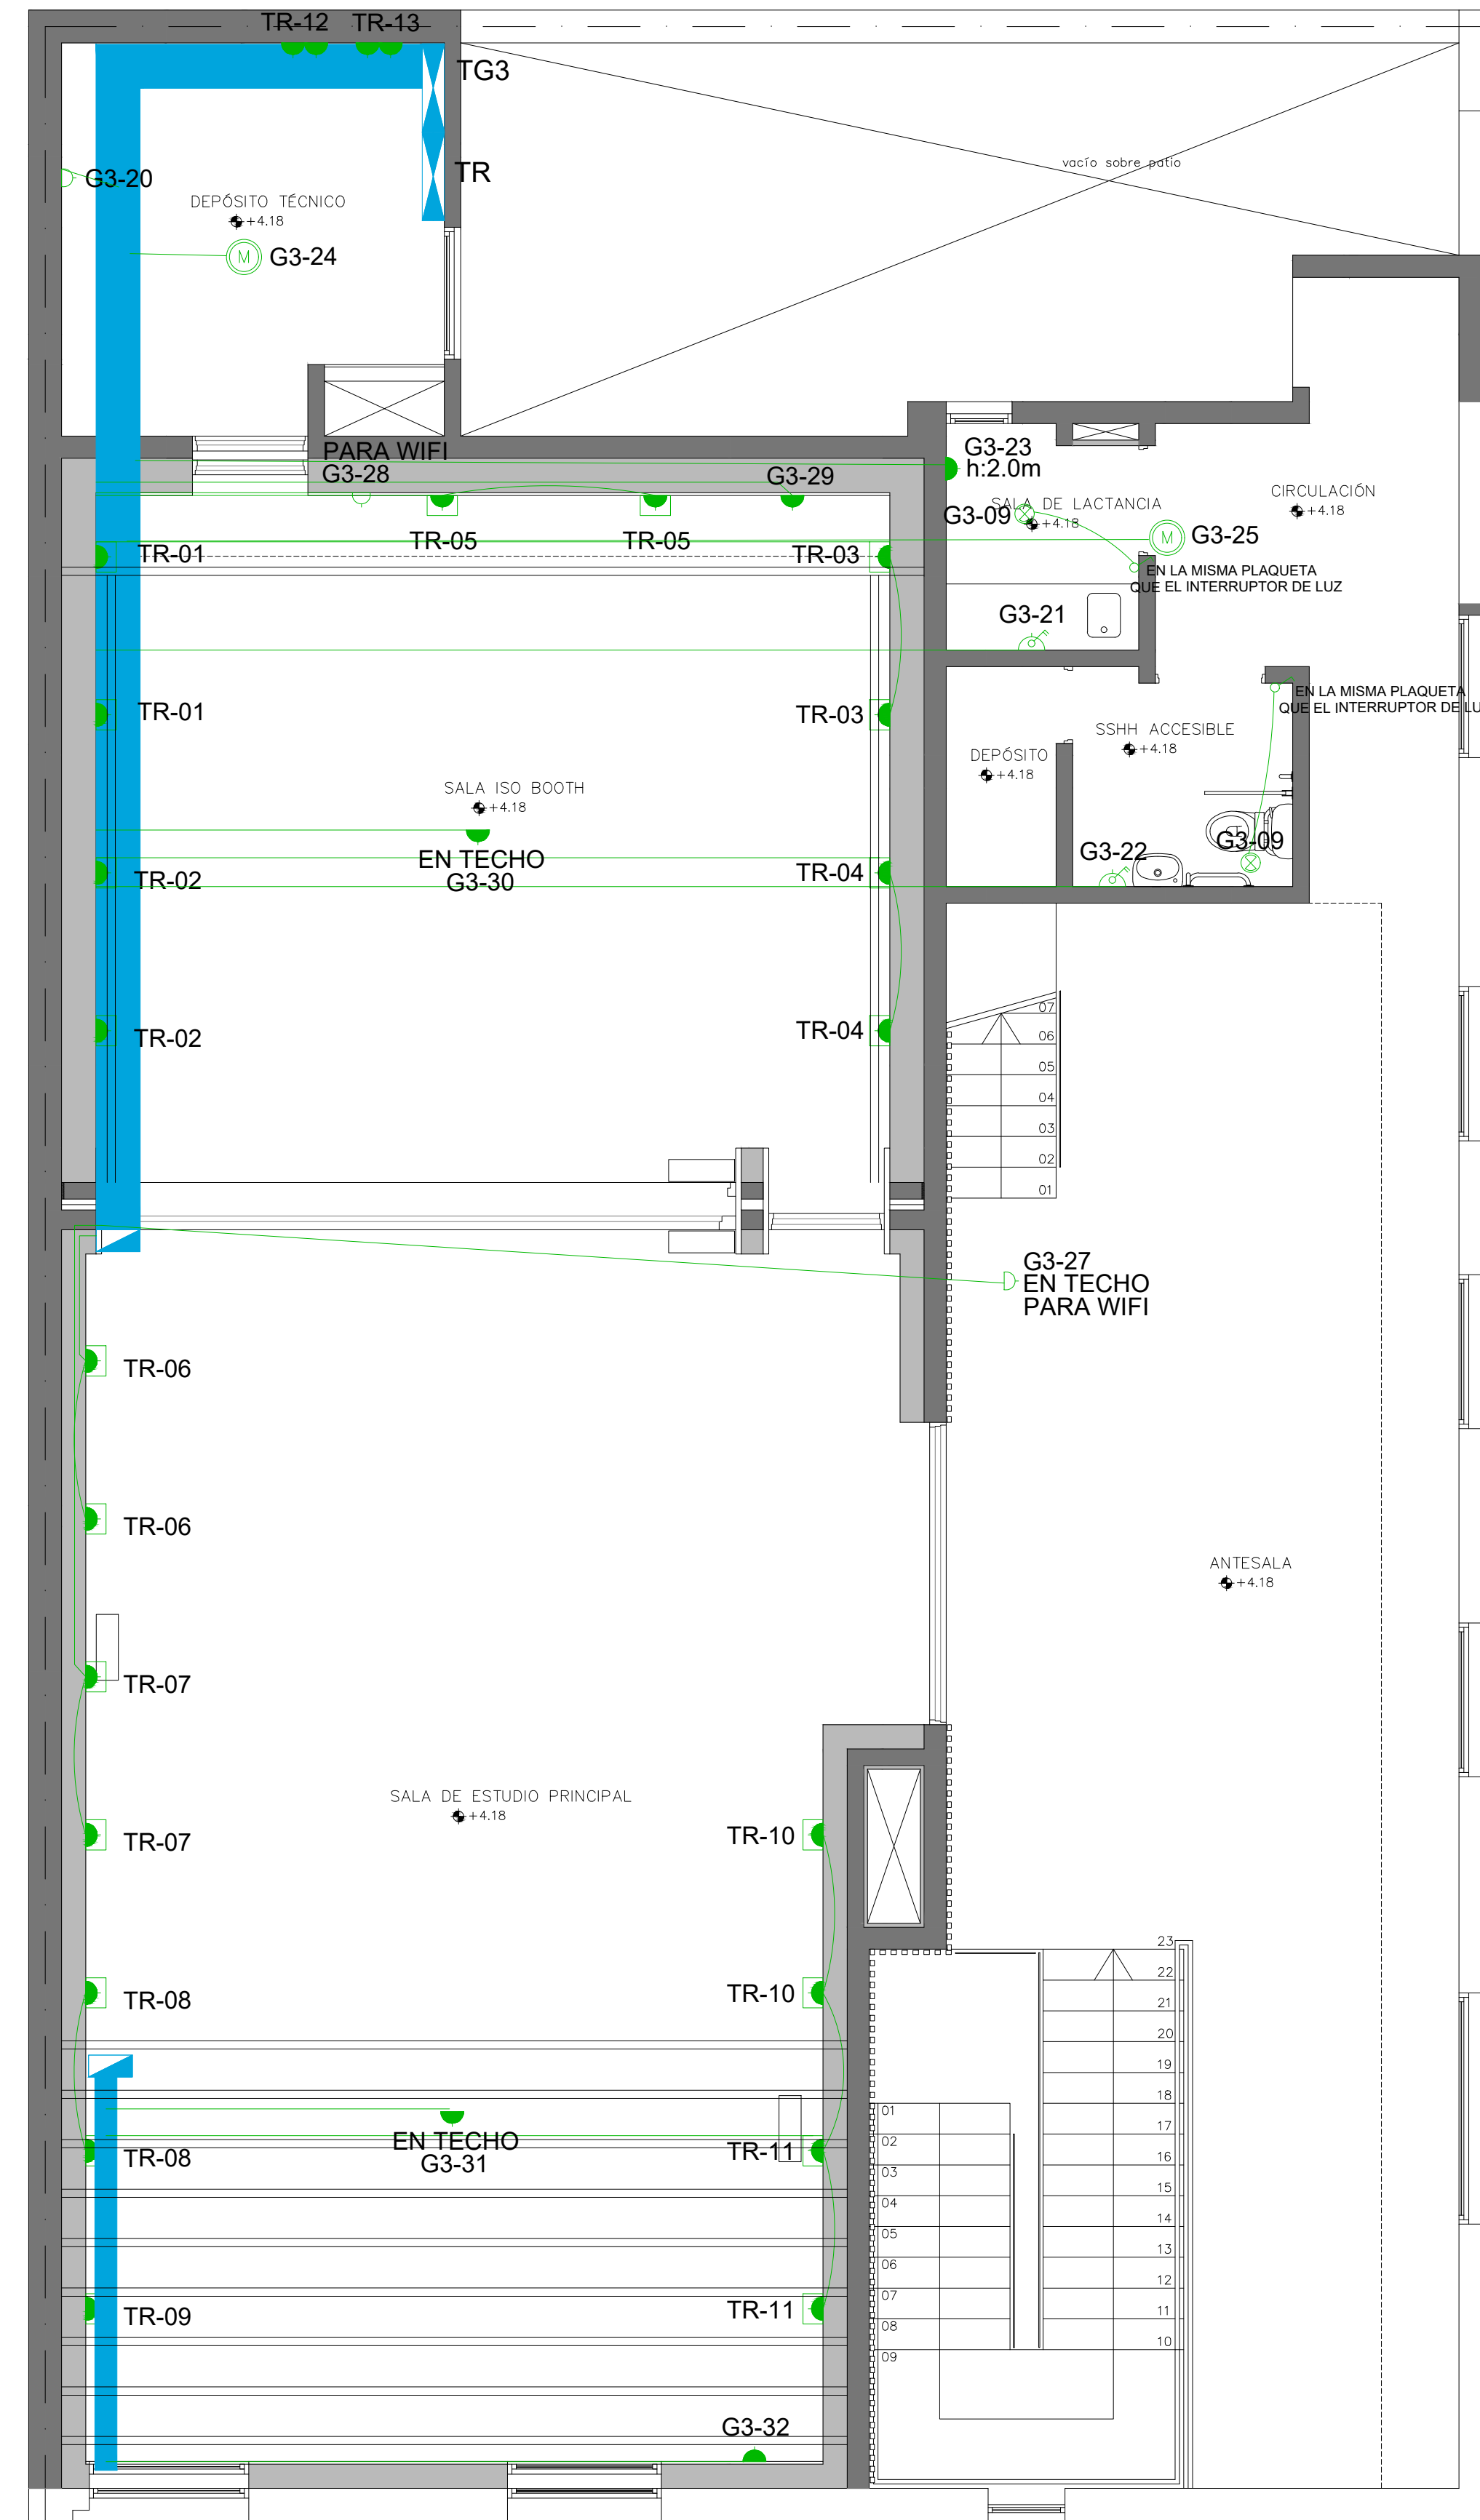 TR-12 TR-13
TG3
TR
vacío sobre patio
G3-20
DEPÓSITO TÉCNICO
+4.18
M G3-24
PARA WIFI
G3-28
G3-29
G3-23
h:2.0m
SALA DE LACTANCIA
+4.18
G3-09
CIRCULACIÓN
+4.18
M G3-25
TR-01
TR-05
TR-05
TR-03
EN LA MISMA PLAQUETA
QUE EL INTERRUPTOR DE LUZ
G3-21
TR-01
TR-03
EN LA MISMA PLAQUETA
QUE EL INTERRUPTOR DE LU
SSHH ACCESIBLE
+4.18
DEPÓSITO
+4.18
SALA ISO BOOTH
+4.18
G3-09
G3-22
EN TECHO
G3-30
TR-02
TR-04
TR-02
TR-04
07
06
05
04
03
02
01
G3-27
EN TECHO
PARA WIFI
TR-06
TR-06
ANTESALA
+4.18
TR-07
SALA DE ESTUDIO PRINCIPAL
+4.18
TR-07
TR-10
TR-08
TR-10
23
22
21
20
19
18
17
16
15
14
13
12
11
10
01
02
03
04
05
06
07
08
09
EN TECHO
G3-31
TR-08
TR-11
TR-09
TR-11
G3-32